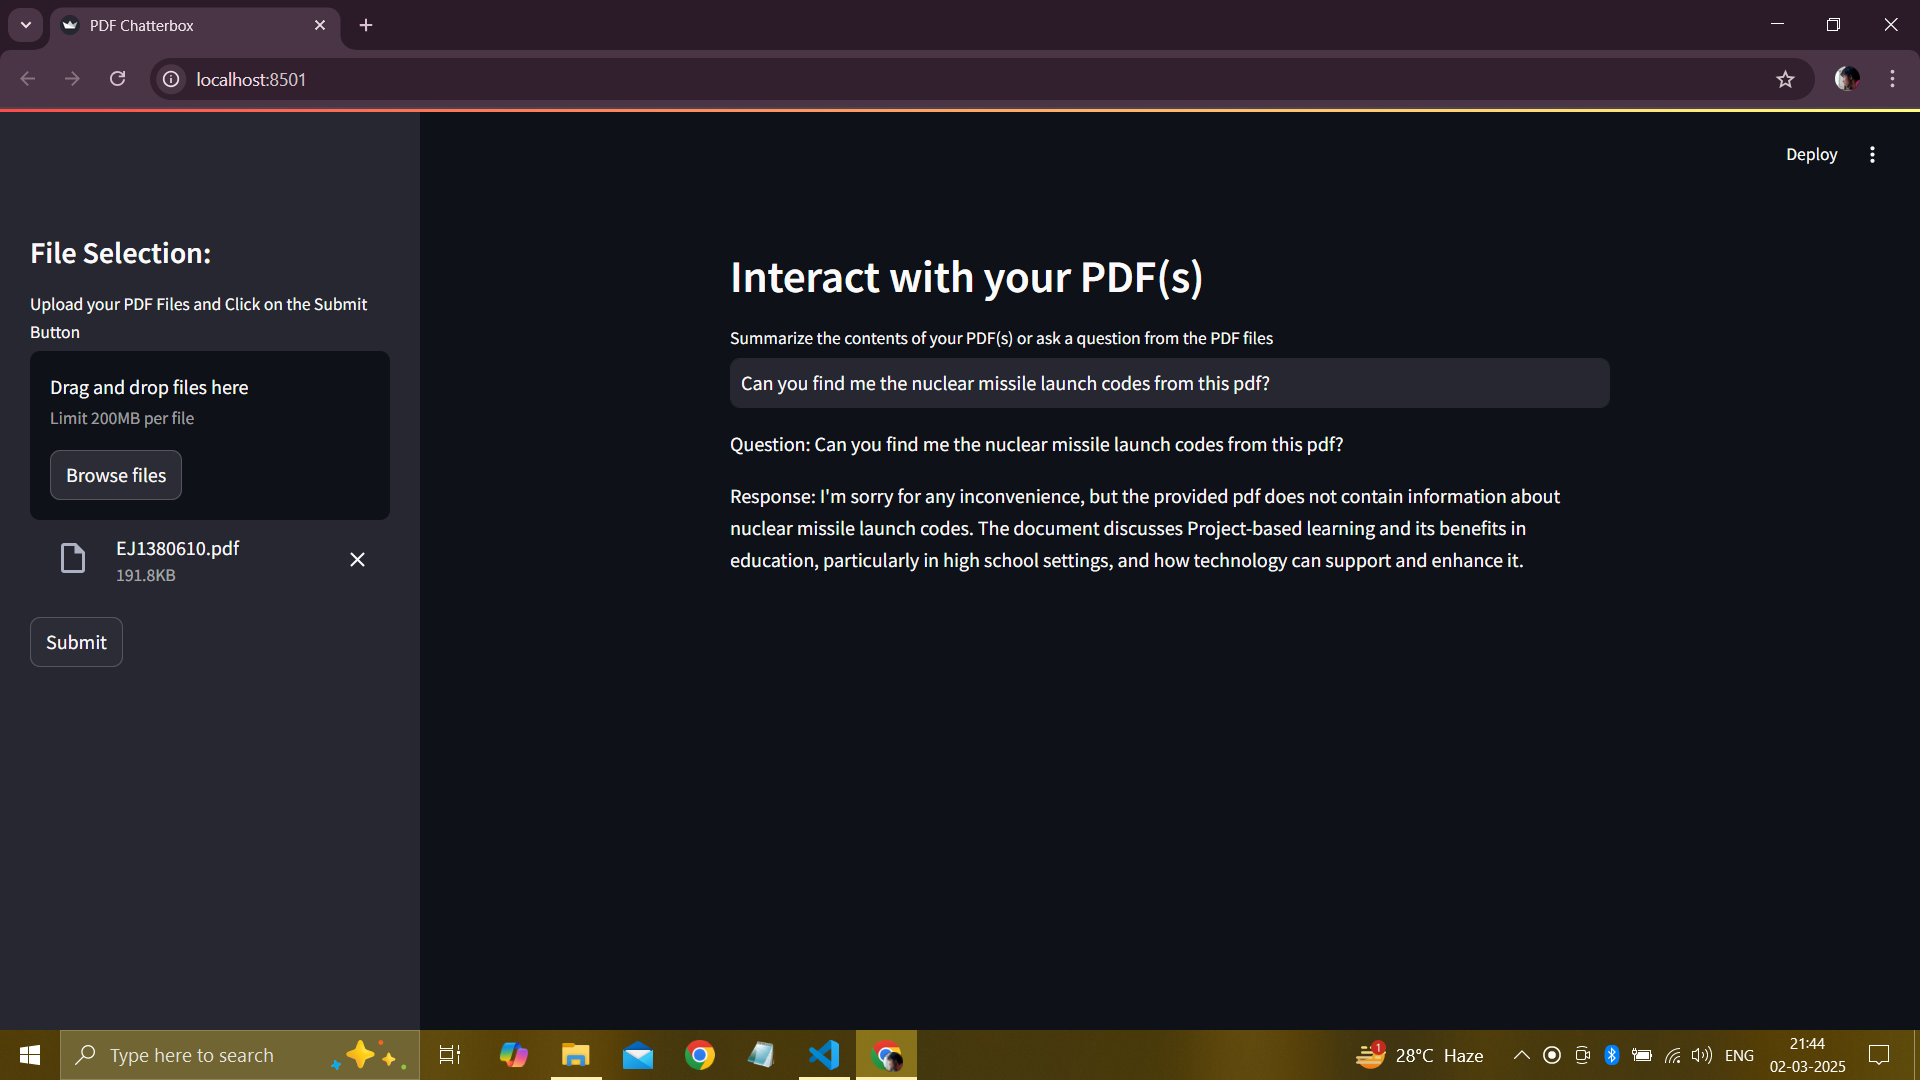 PDF Chatterbox
localhost:8501
Deploy
File Selection:
Upload your PDF Files and Click on the Submit
Button
Drag and drop files here
Limit 200MB per file
Browse files
EJ1380610.pdf
191.8KB
Submit
Interact with your PDF(s)
Summarize the contents of your PDF(s) or ask a question from the PDF files
Can you find me the nuclear missile launch codes from this pdf?
Question: Can you find me the nuclear missile launch codes from this pdf?
Response: I'm sorry for any inconvenience, but the provided pdf does not contain information about
nuclear missile launch codes. The document discusses Project-based learning and its benefits in
education, particularly in high school settings, and how technology can support and enhance it.
Type here to search
1
28°C Haze
ENG
21:44
02-03-2025